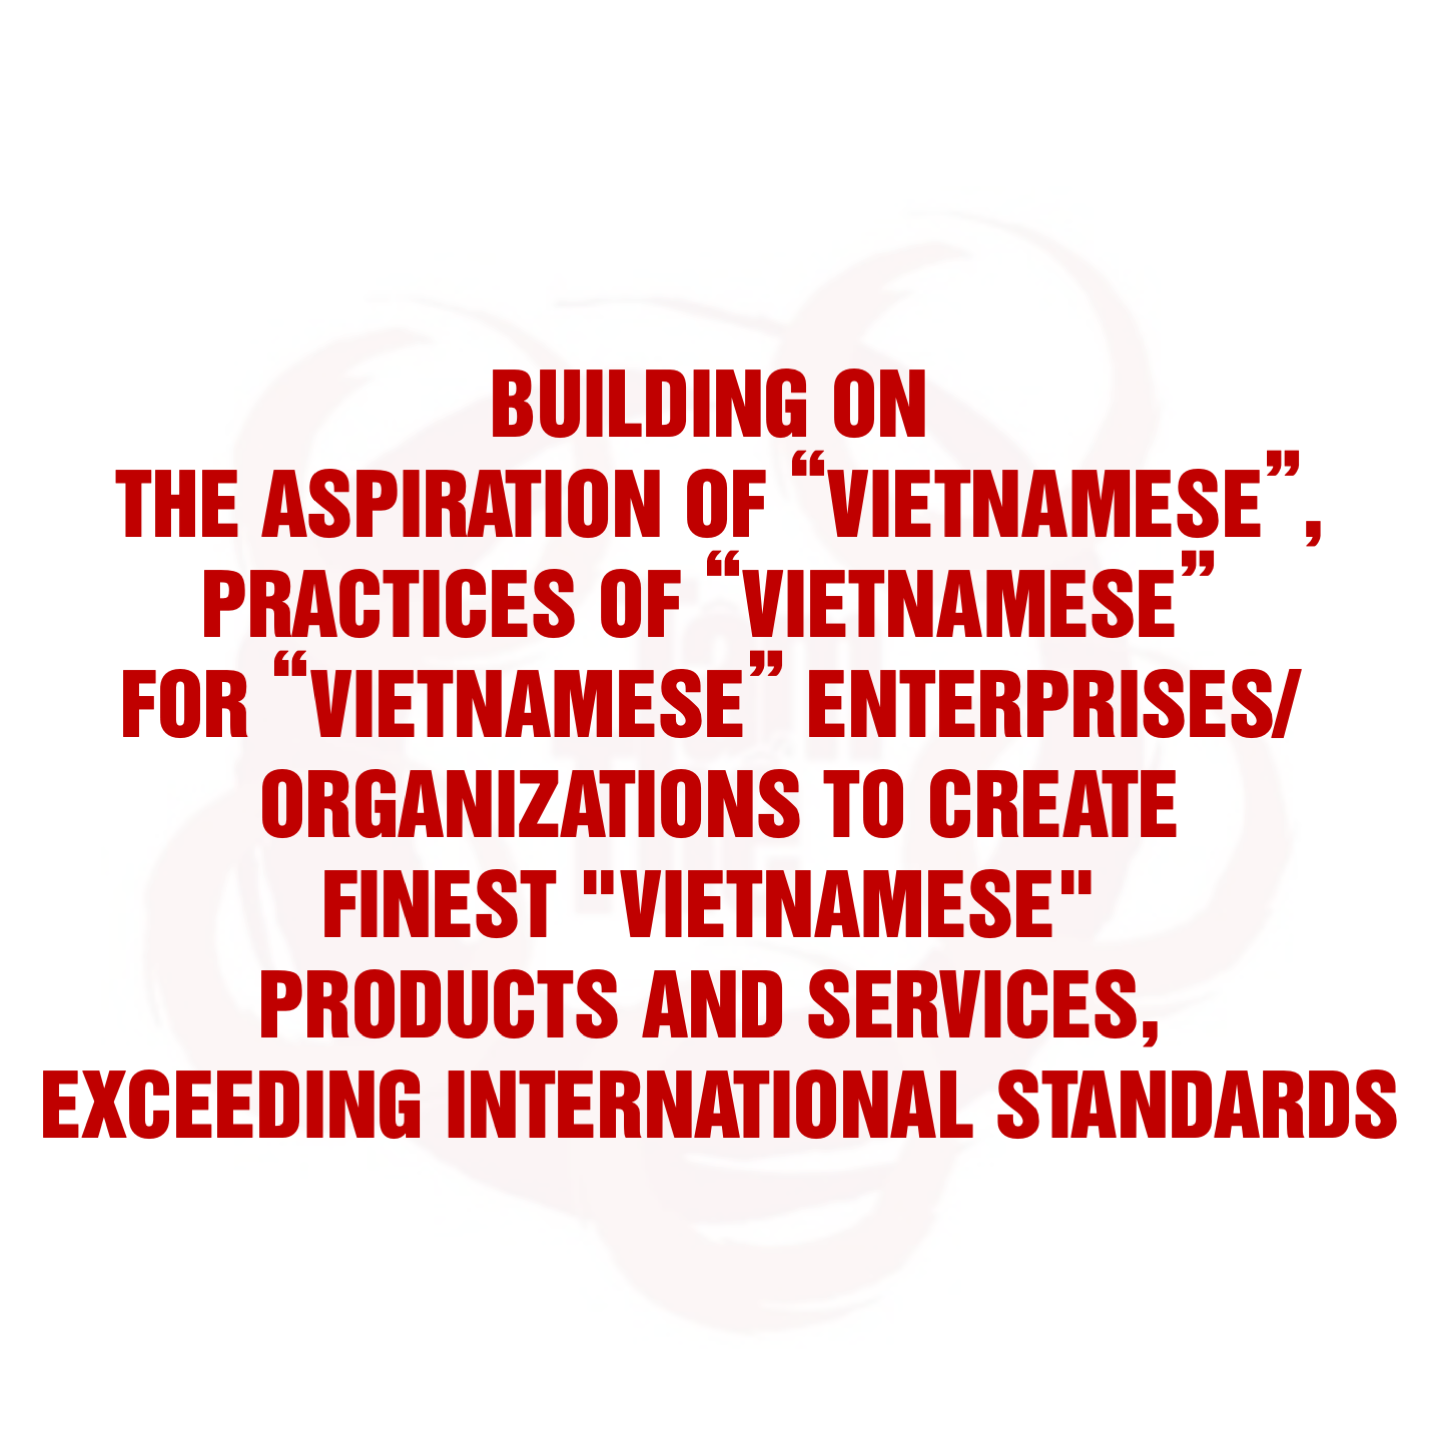 BUILDING ON
THE ASPIRATION OF “VIETNAMESE”,
PRACTICES OF “VIETNAMESE”
FOR “VIETNAMESE” ENTERPRISES/
ORGANIZATIONS TO CREATE
FINEST "VIETNAMESE"
PRODUCTS AND SERVICES,
EXCEEDING INTERNATIONAL STANDARDS